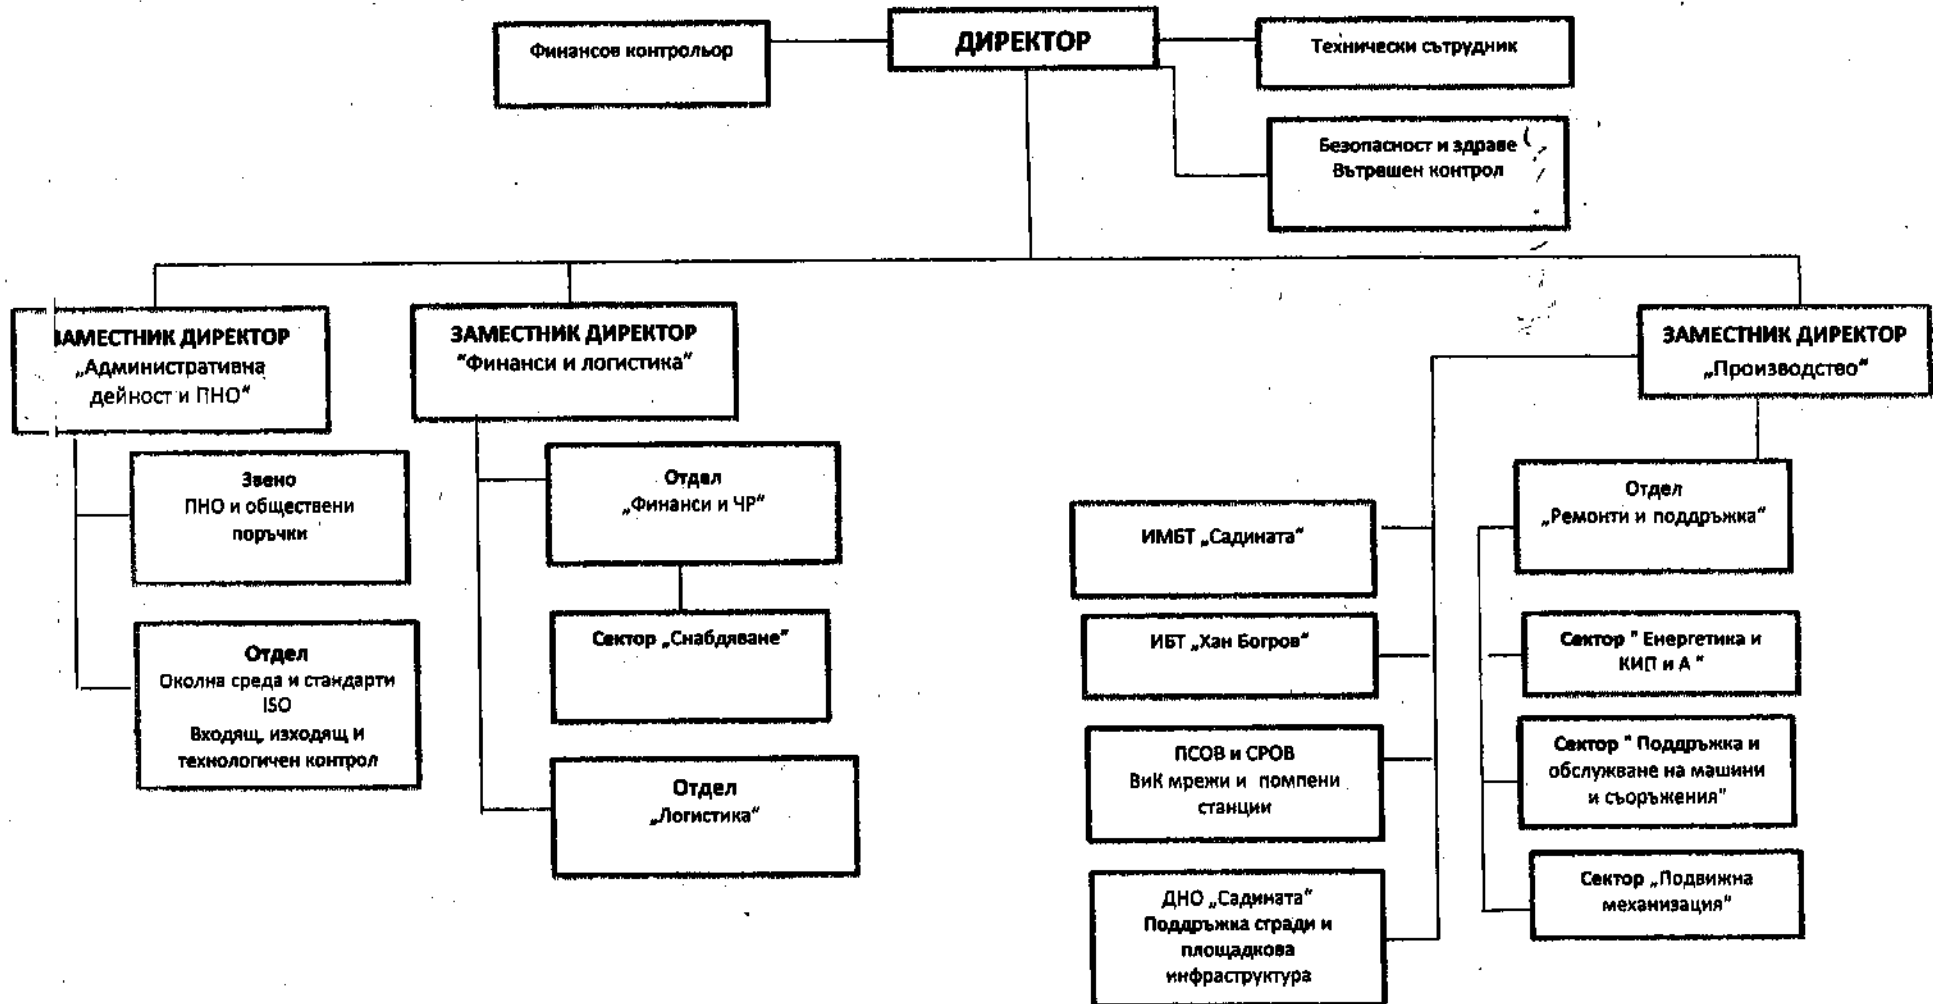 Финансов контрольор
ДИРЕКТОР
Технически сътрудник
Безопасност и здраве
Вътрешен контрол
ЗАМЕСТНИК ДИРЕКТОР
„Административна
дейност и ПНО“
ЗАМЕСТНИК ДИРЕКТОР
"Финанси и логистика“
ЗАМЕСТНИК ДИРЕКТОР
„Производство“
Звено
ПНО и обществени
поръчки
Отдел
Околна среда и стандарти
ISO
Входящ, изходящ и
технологичен контрол
Отдел
„Финанси и ЧР“
Сектор „Снабдяване“
Отдел
„Логистика“
ИМБТ „Садината“
ИБТ „Хан Богров“
ПСОВ и СРОВ
ВиК мрежи и помпени
станции
ДНО „Садината“
Поддръжка сгради и
площадкова
инфраструктура
Отдел
„Ремонти и поддръжка“
Сектор " Енергетика и
КИП и А "
Сектор " Поддръжка и
обслужване на машини
и съоръжения"
Сектор „Подвижна
механизация"